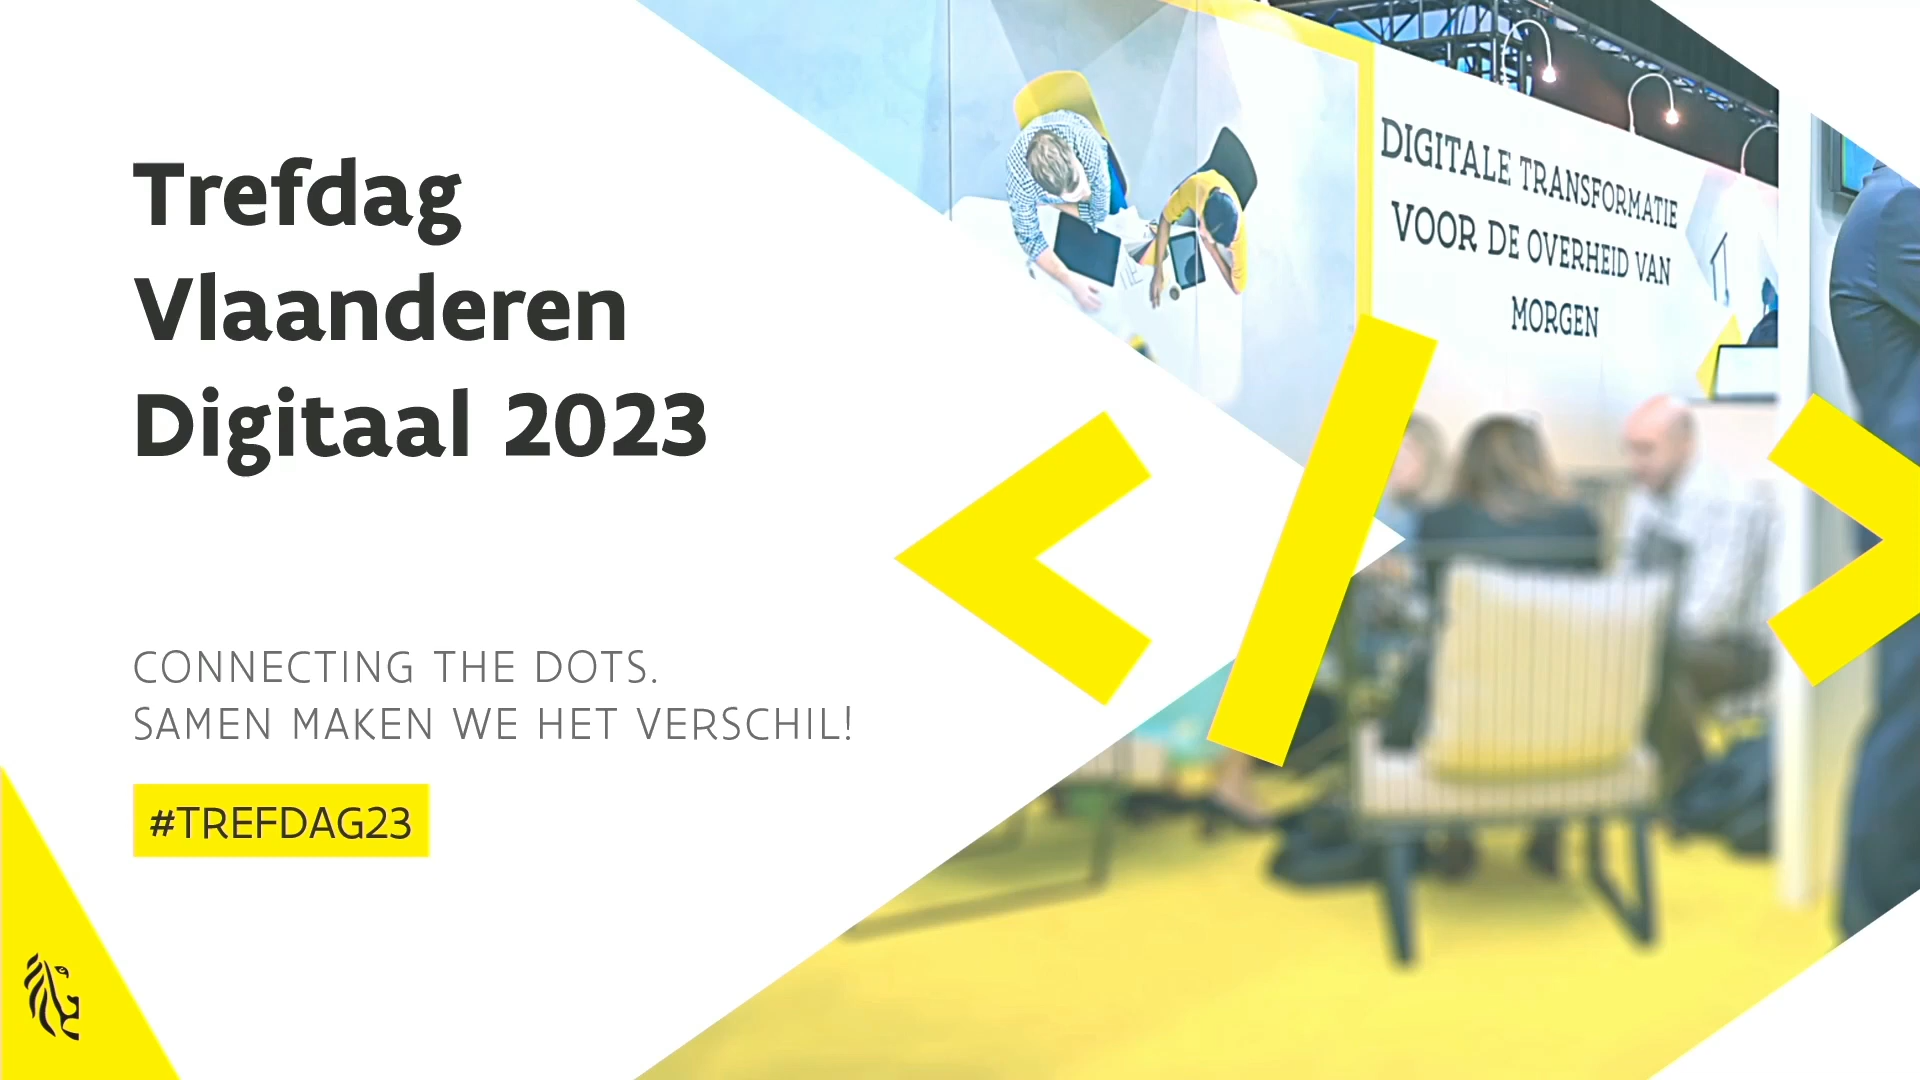 Trefdag
Vlaanderen
Digitaal 2023
DIGITALE TRANSFORMATIE
VOOR DE OVERHEID VAN
MORGEN
CONNECTING THE DOTS.
SAMEN MAKEN WE HET VERSCHIL!
#TREFDAG23